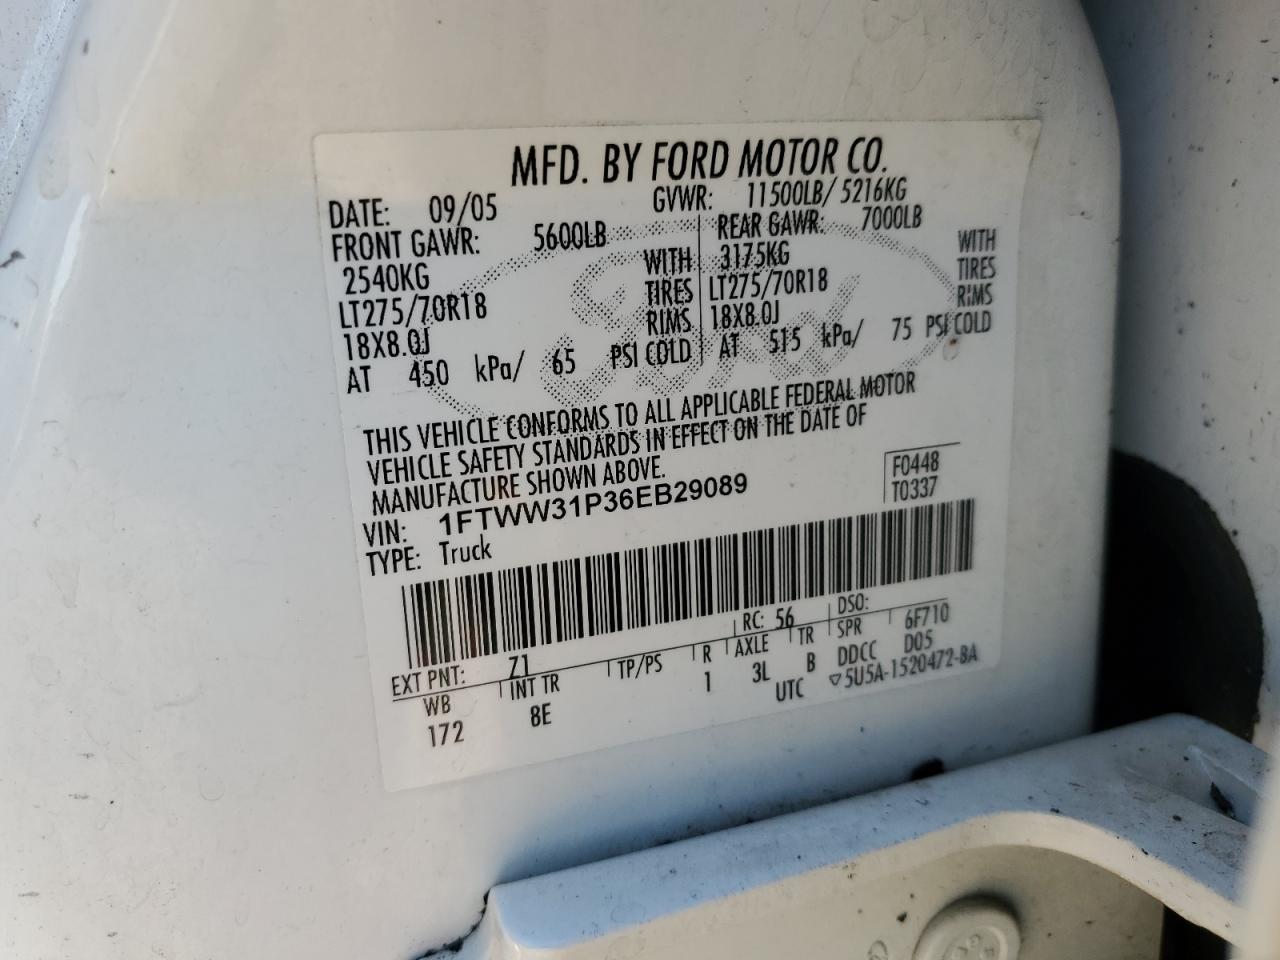 MFD. BY FORD MOTOR CO.
DATE: 09/05 GVWR: 11500LB/ 5216KG
FRONT GAWR: 5600LB REAR GAWR: 7000LB
2540KG WITH 3175KG WITH
LT275/70R18 TIRES LT275/70R18 TIRES
18X8.0J RIMS 18X8.0J RIMS
AT 450 kPa/ 65 PSI COLD AT 515 kPa/ 75 PSI COLD
THIS VEHICLE CONFORMS TO ALL APPLICABLE FEDERAL MOTOR
VEHICLE SAFETY STANDARDS IN EFFECT ON THE DATE OF
MANUFACTURE SHOWN ABOVE.
VIN: 1FTWW31P36EB29089 F0448
TYPE: Truck T0337
EXT PNT: Z1 RC: 56 DSO:
WB INT TR TP/PS R AXLE TR SPR 6F710
172 8E 1 3L B DDCC D05
UTC ▽5U5A-1520472-BA
Ford